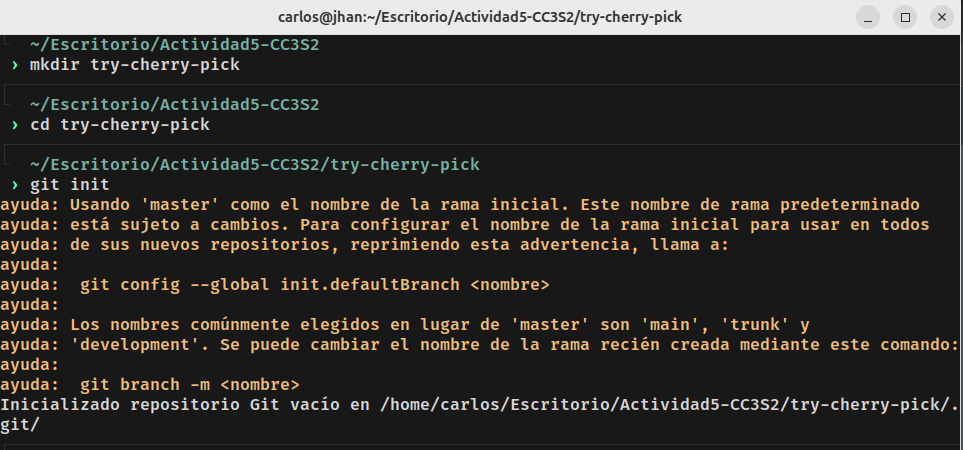 carlos@jhan:~/Escritorio/Actividad5-CC3S2/try-cherry-pick
~/Escritorio/Actividad5-CC3S2
› mkdir try-cherry-pick
~/Escritorio/Actividad5-CC3S2
› cd try-cherry-pick
~/Escritorio/Actividad5-CC3S2/try-cherry-pick
› git init
ayuda: Usando 'master' como el nombre de la rama inicial. Este nombre de rama predeterminado
ayuda: está sujeto a cambios. Para configurar el nombre de la rama inicial para usar en todos
ayuda: de sus nuevos repositorios, reprimiendo esta advertencia, llama a:
ayuda:
ayuda:  git config --global init.defaultBranch <nombre>
ayuda:
ayuda: Los nombres comúnmente elegidos en lugar de 'master' son 'main', 'trunk' y
ayuda: 'development'. Se puede cambiar el nombre de la rama recién creada mediante este comando:
ayuda:
ayuda:  git branch -m <nombre>
Inicializado repositorio Git vacío en /home/carlos/Escritorio/Actividad5-CC3S2/try-cherry-pick/.
git/